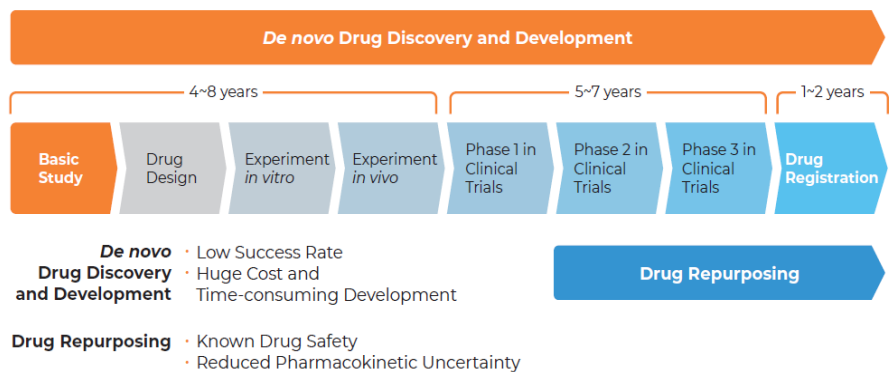 De novo Drug Discovery and Development
4~8 years
5~7 years
1~2 years
Basic
Study
Drug
Design
Experiment
in vitro
Experiment
in vivo
Phase 1 in
Clinical
Trials
Phase 2 in
Clinical
Trials
Phase 3 in
Clinical
Trials
Drug
Registration
De novo
Drug Discovery
and Development
· Low Success Rate
· Huge Cost and
Time-consuming Development
Drug Repurposing
Drug Repurposing
· Known Drug Safety
· Reduced Pharmacokinetic Uncertainty